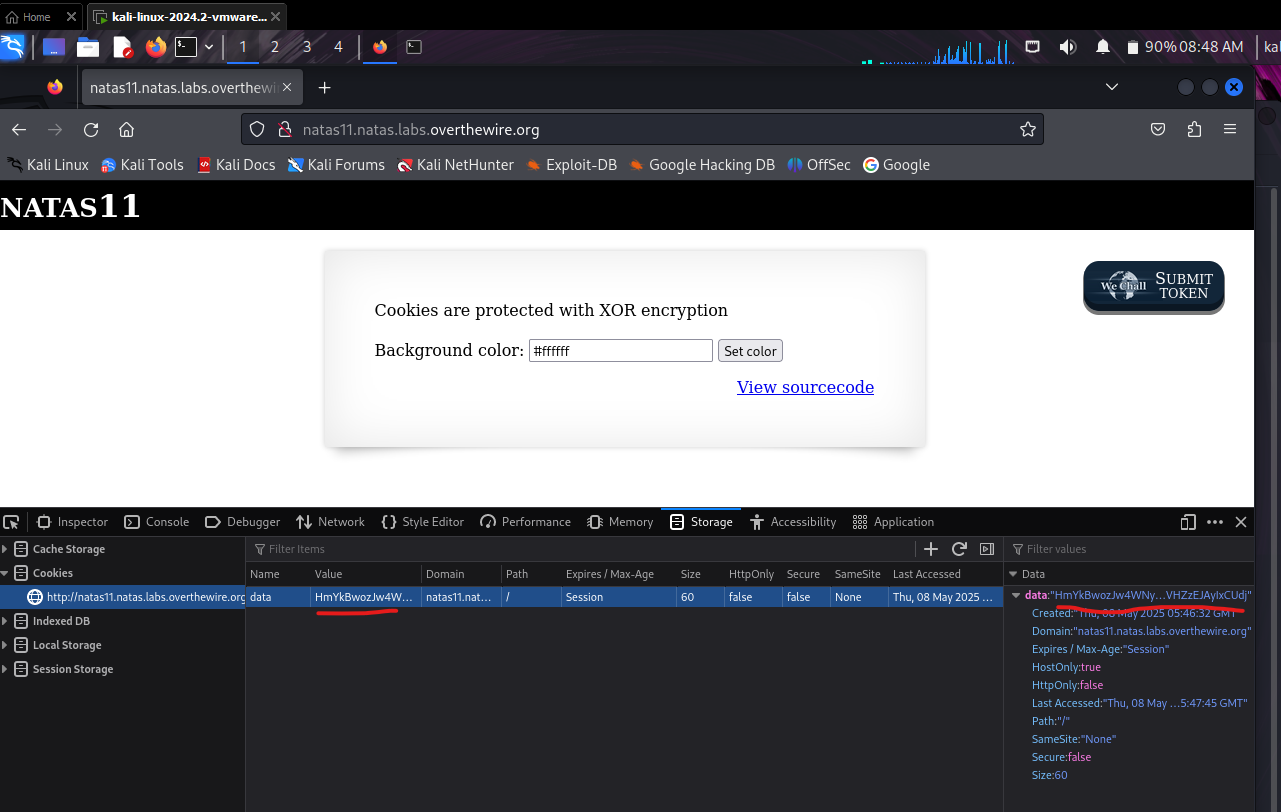 Home
kali-linux-2024.2-vmware...
1 2 3 4 90% 08:48 AM kal
natas11.natas.labs.overthewi
natas11.natas.labs.overthewire.org
Kali Linux Kali Tools Kali Docs Kali Forums Kali NetHunter Exploit-DB Google Hacking DB OffSec Google
NATAS11
We Chall SUBMIT TOKEN
Cookies are protected with XOR encryption
Background color: #ffffff Set color
View sourcecode
Inspector Console Debugger Network Style Editor Performance Memory Storage Accessibility Application
Cache Storage
Cookies
http://natas11.natas.labs.overthewire.org
Indexed DB
Local Storage
Session Storage
Filter Items
Name Value Domain Path Expires / Max-Age Size HttpOnly Secure SameSite Last Accessed
data HmYkBwozJw4W... natas11.nat... / Session 60 false false None Thu, 08 May 2025 ...
Filter values
Data
data:"HmYkBwozJw4WNy…VHZzEJAyIxCUdj"
Created:"Thu, 08 May 2025 05:46:32 GMT"
Domain:"natas11.natas.labs.overthewire.org"
Expires / Max-Age:"Session"
HostOnly:true
HttpOnly:false
Last Accessed:"Thu, 08 May …5:47:45 GMT"
Path:"/"
SameSite:"None"
Secure:false
Size:60